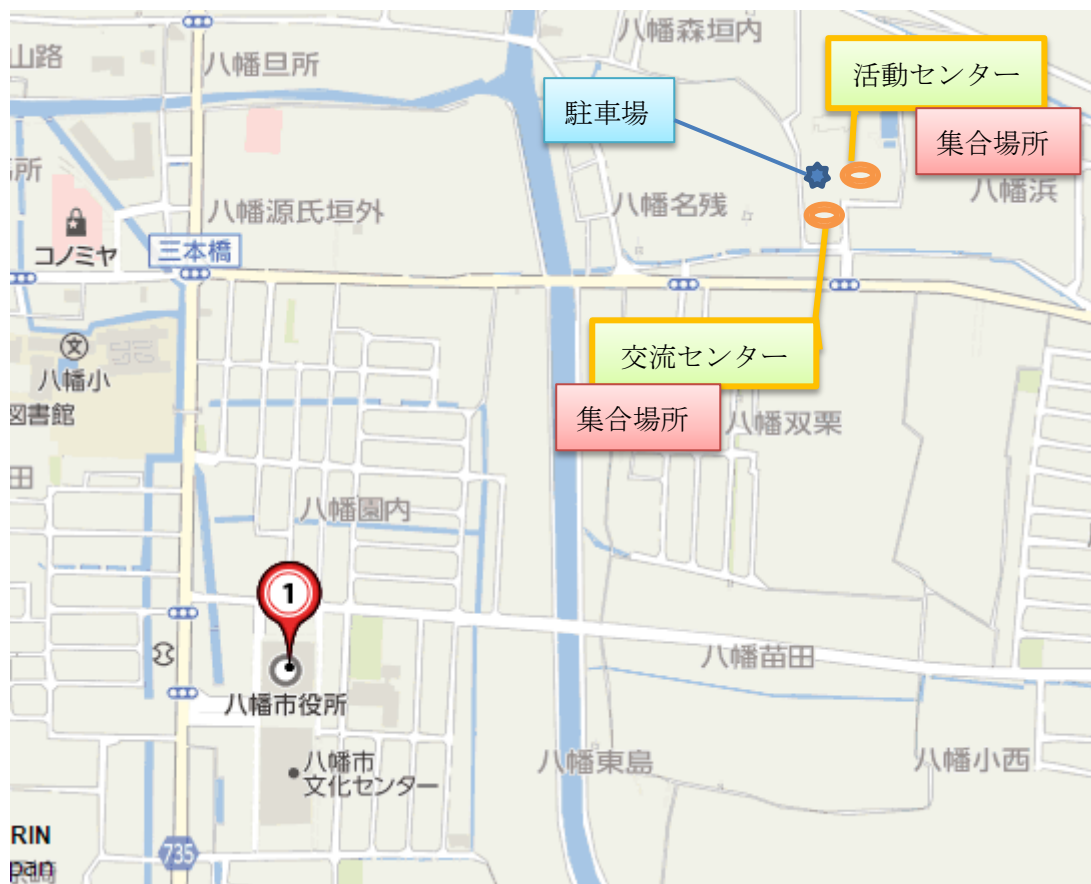 八幡森垣内
山路
八幡旦所
活動センター
駐車場
集合場所
所
八幡名残
八幡浜
八幡源氏垣外
コノミヤ
三本橋
文
八幡小
図書館
交流センター
集合場所
八幡双栗
田
八幡園内
1
八幡苗田
八幡市役所
八幡東島
八幡小西
八幡市
文化センター
RIN
735
pan